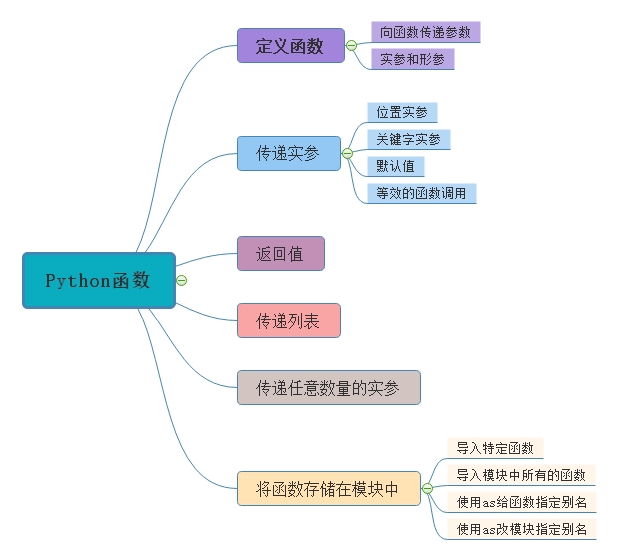 Python函数
定义函数
向函数传递参数
实参和形参
传递实参
位置实参
关键字实参
默认值
等效的函数调用
返回值
传递列表
传递任意数量的实参
将函数存储在模块中
导入特定函数
导入模块中所有的函数
使用as给函数指定别名
使用as改模块指定别名